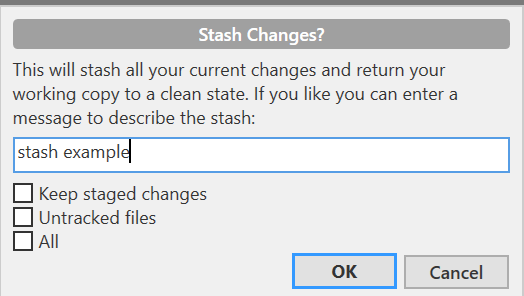 Stash Changes?
This will stash all your current changes and return your
working copy to a clean state. If you like you can enter a
message to describe the stash:
stash example
Keep staged changes
Untracked files
All
OK Cancel